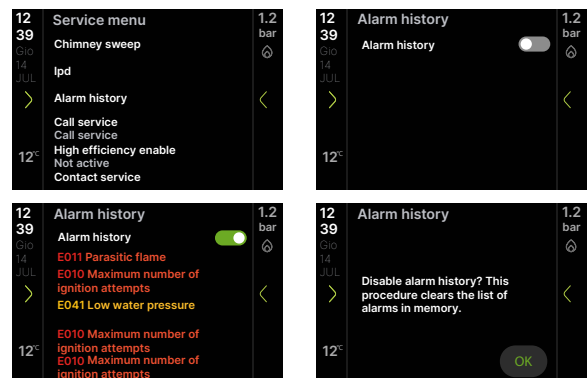 12
39
Gio
14
JUL
12°C
Service menu
Chimney sweep
Ipd
Alarm history
Call service
Call service
High efficiency enable
Not active
Contact service
1.2
bar
12
39
Gio
14
JUL
12°C
Alarm history
Alarm history
1.2
bar
12
39
Gio
14
JUL
12°C
Alarm history
Alarm history
E011 Parasitic flame
E010 Maximum number of
ignition attempts
E041 Low water pressure
E010 Maximum number of
ignition attempts
E010 Maximum number of
ignition attempts
1.2
bar
12
39
Gio
14
JUL
12°C
Alarm history
Disable alarm history? This
procedure clears the list of
alarms in memory.
OK
1.2
bar